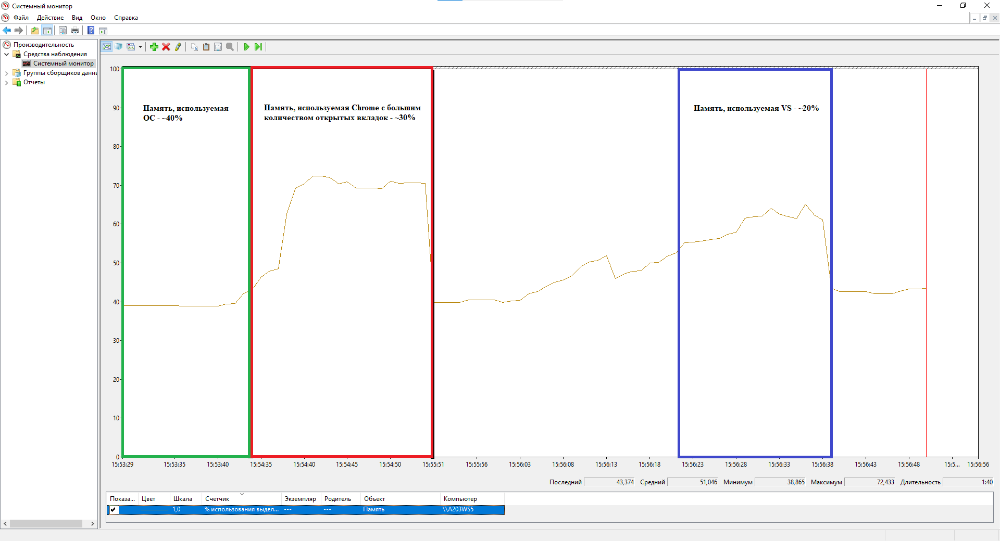 Системный монитор
Файл Действие Вид Окно Справка
Производительность
Средства наблюдения
Системный монитор
Группы сборщиков даннь
Отчеты
100
90
80
70
60
50
40
30
20
10
0
Память, используемая
ОС - ~40%
Память, используемая Chrome с большим
количеством открытых вкладок - ~30%
Память, используемая VS - ~20%
15:53:29 15:53:35 15:53:40 15:54:35 15:54:40 15:54:45 15:54:50 15:55:51 15:55:56 15:56:03 15:56:08 15:56:13 15:56:18 15:56:23 15:56:28 15:56:33 15:56:38 15:56:43 15:56:48 15:5... 15:56:56
Последний 43,374 Средний 51,046 Минимум 38,865 Максимум 72,433 Длительность 1:40
Показа... Цвет Шкала Счетчик Экземпляр Родитель Объект Компьютер
1,0 % использования выдел... --- --- Память \\A203WS5